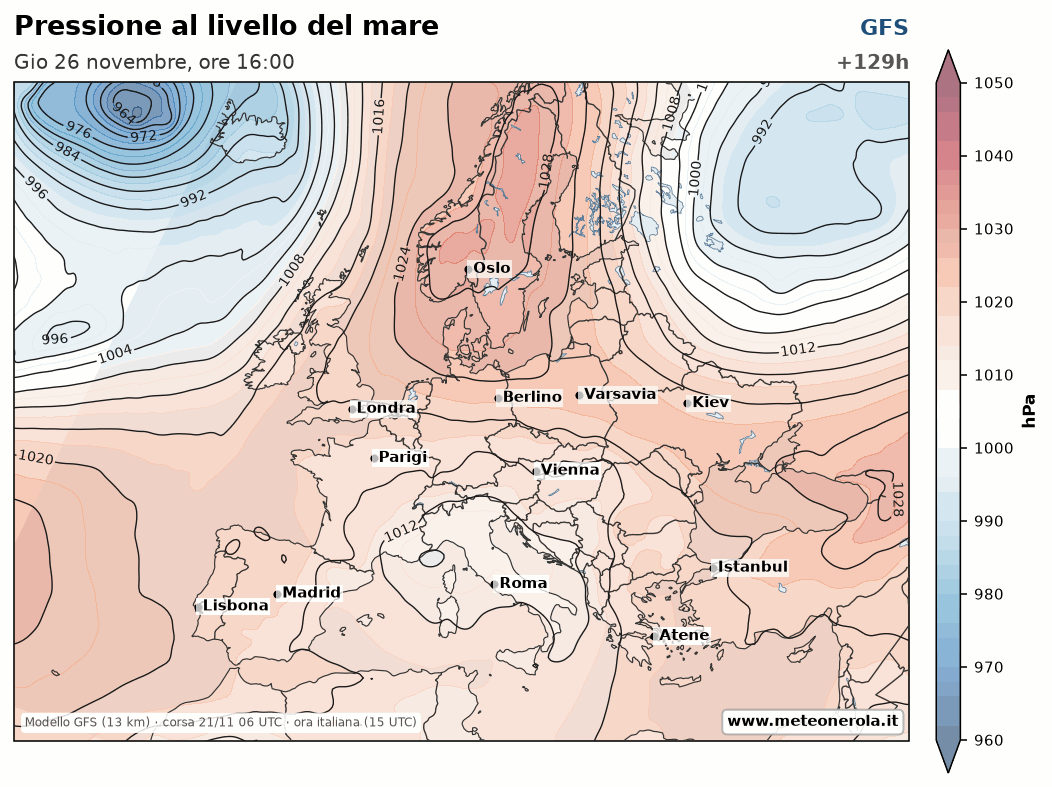 Pressione al livello del mare
GFS
Gio 26 novembre, ore 16:00
+129h
1050
1040
1030
1020
1010
1000
990
980
970
960
hPa
964
976
972
984
996
992
1016
1008
992
1028
1000
1024
1008
996
1004
1012
1020
1012
1028
Oslo
Berlino
Varsavia
Kiev
Londra
Parigi
Vienna
Istanbul
Roma
Madrid
Lisbona
Atene
Modello GFS (13 km) · corsa 21/11 06 UTC · ora italiana (15 UTC)
www.meteonerola.it